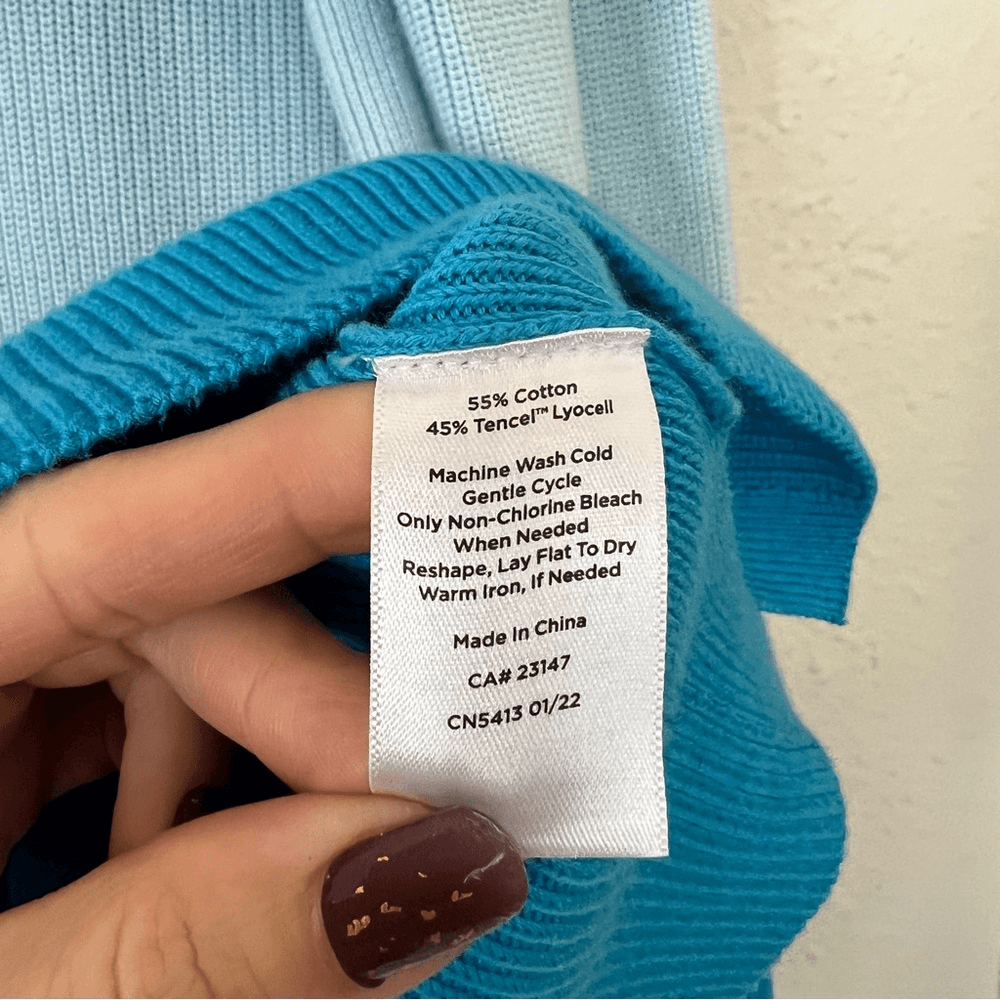 55% Cotton
45% Tencel™ Lyocell
Machine Wash Cold
Gentle Cycle
Only Non-Chlorine Bleach
When Needed
Reshape, Lay Flat To Dry
Warm Iron, If Needed
Made In China
CA# 23147
CN5413 01/22